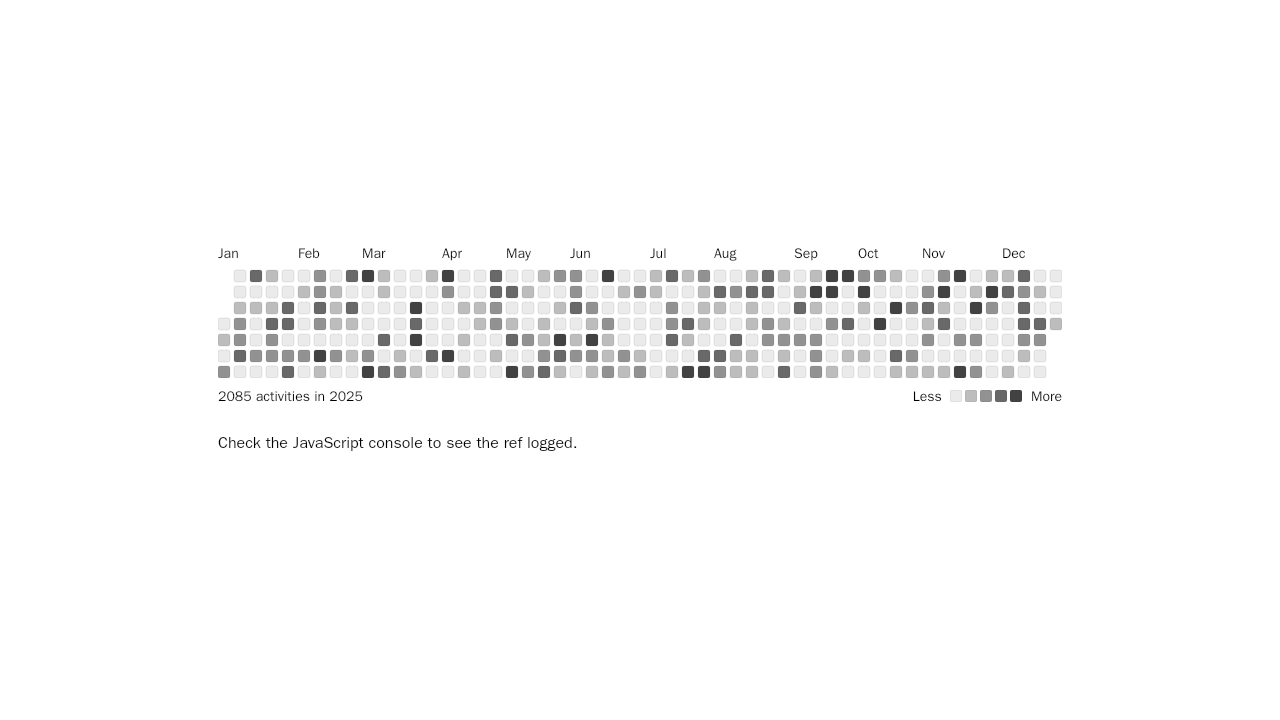 Jan Feb Mar Apr May Jun Jul Aug Sep Oct Nov Dec
2085 activities in 2025 Less More
Check the JavaScript console to see the ref logged.